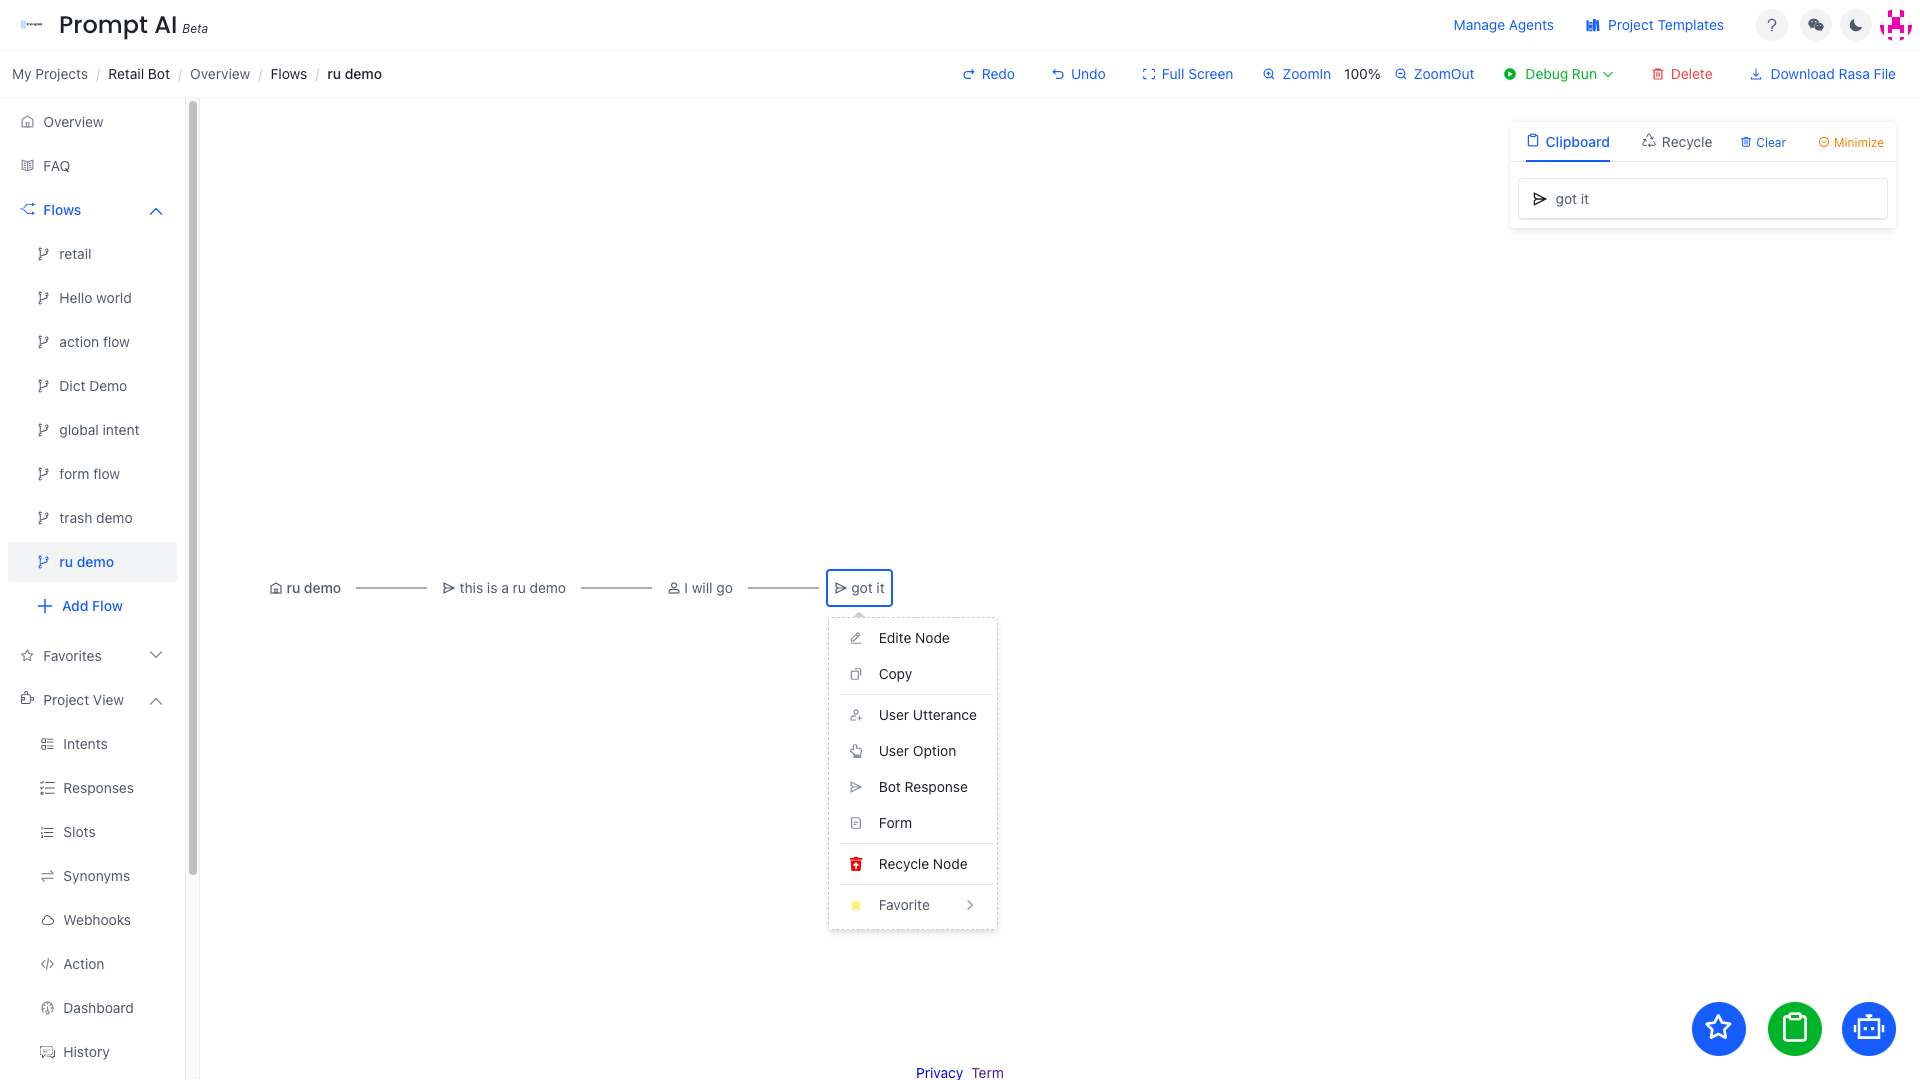 Prompt AI Beta
Manage Agents
Project Templates
My Projects / Retail Bot / Overview / Flows / ru demo
Redo
Undo
Full Screen
ZoomIn
100%
ZoomOut
Debug Run
Delete
Download Rasa File
Overview
FAQ
Flows
retail
Hello world
action flow
Dict Demo
global intent
form flow
trash demo
ru demo
Add Flow
Favorites
Project View
Intents
Responses
Slots
Synonyms
Webhooks
Action
Dashboard
History
Clipboard
Recycle
Clear
Minimize
got it
ru demo
this is a ru demo
I will go
got it
Edite Node
Copy
User Utterance
User Option
Bot Response
Form
Recycle Node
Favorite
Privacy Term